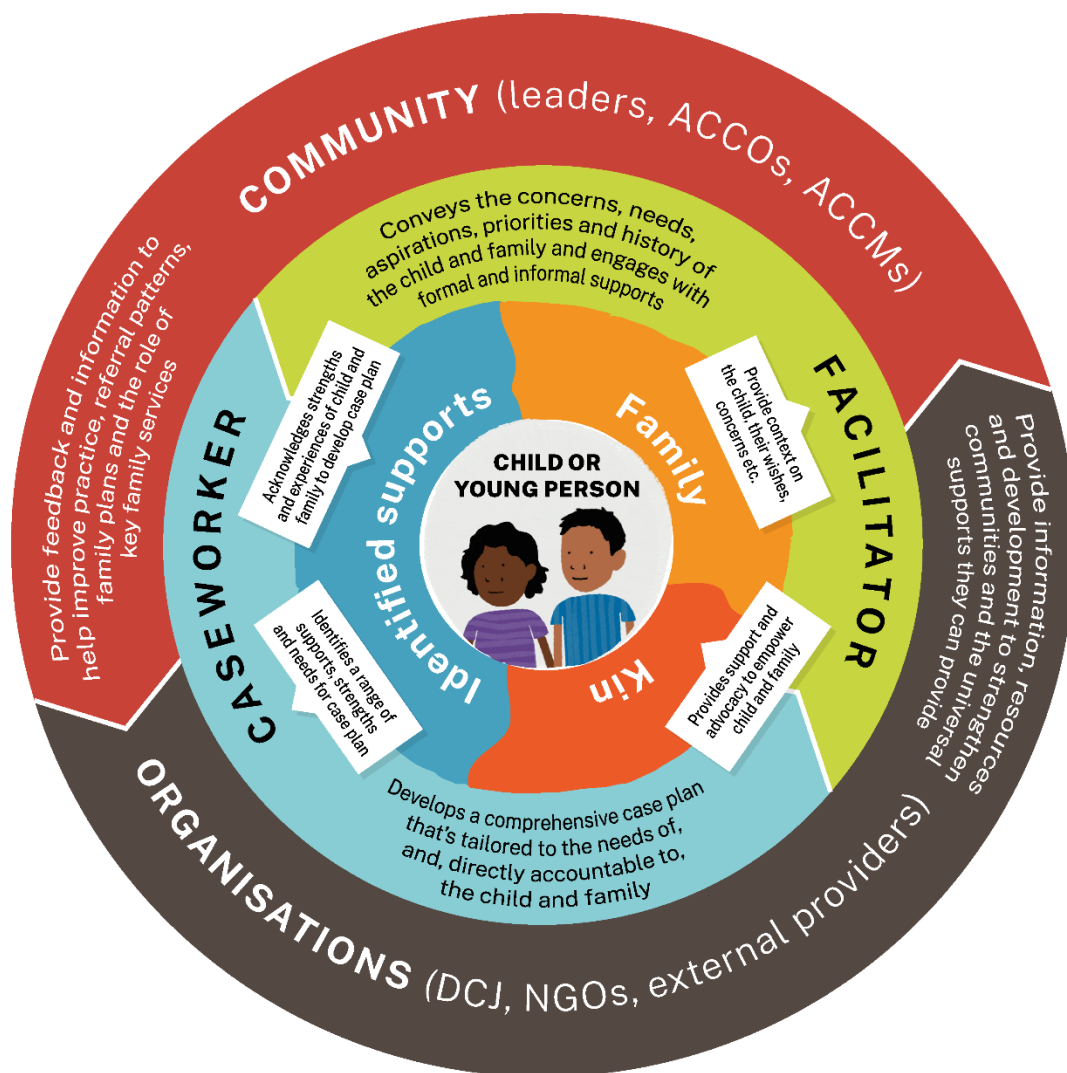 COMMUNITY (leaders, ACCOs, ACCMs)
Provide feedback and information to
help improve practice, referral patterns,
family plans and the role of
key family services
Conveys the concerns, needs,
aspirations, priorities and history of
the child and family and engages with
formal and informal supports
FACILITATOR
CASEWORKER
Acknowledges strengths
and experiences of child and
family to develop case plan
Provide context on
the child, their wishes,
concerns etc.
Identified supports
Family
Kin
CHILD OR
YOUNG PERSON
Identifies a range of
supports, strengths
and needs for case plan
Provides support and
advocacy to empower
child and family
Develops a comprehensive case plan
that's tailored to the needs of,
and, directly accountable to,
the child and family
Provide information, resources
and development to strengthen
communities and the universal
supports they can provide
ORGANISATIONS (DCJ, NGOs, external providers)